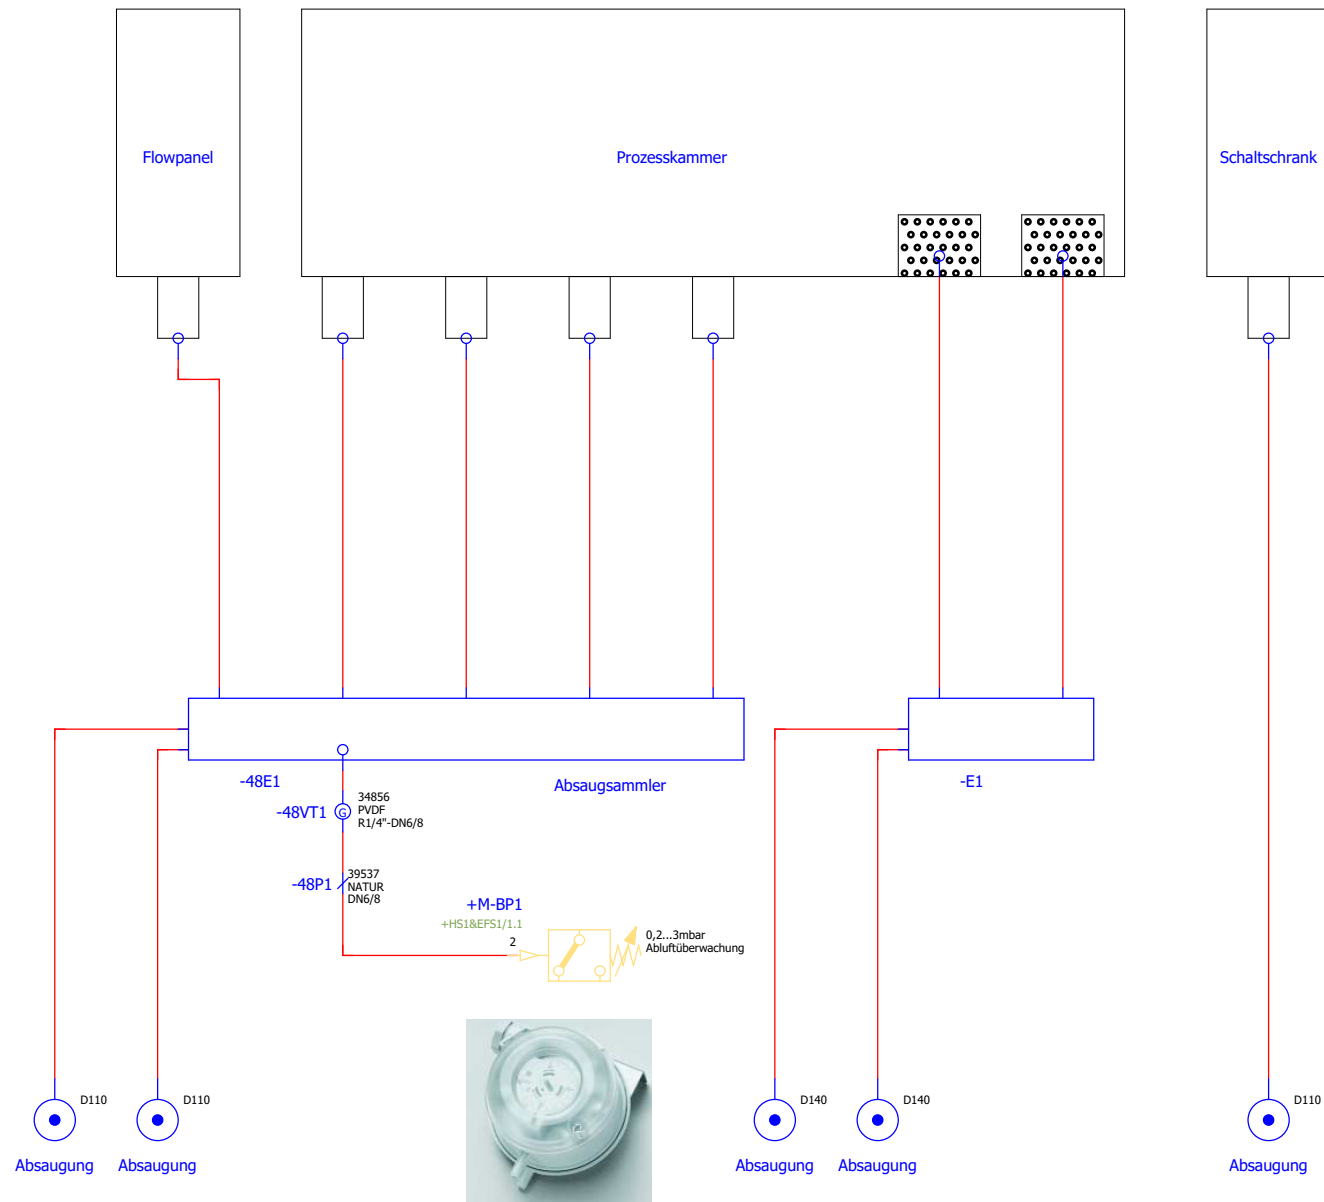 Flowpanel
Prozesskammer
Schaltschrank
-48E1
Absaugsammler
-E1
-48VT1
G
34856
PVDF
R1/4"-DN6/8
-48P1
39537
NATUR
DN6/8
+M-BP1
+HS1&EFS1/1.1
2
0,2...3mbar
Abluftüberwachung
D110
D110
D140
D140
D110
Absaugung
Absaugung
Absaugung
Absaugung
Absaugung